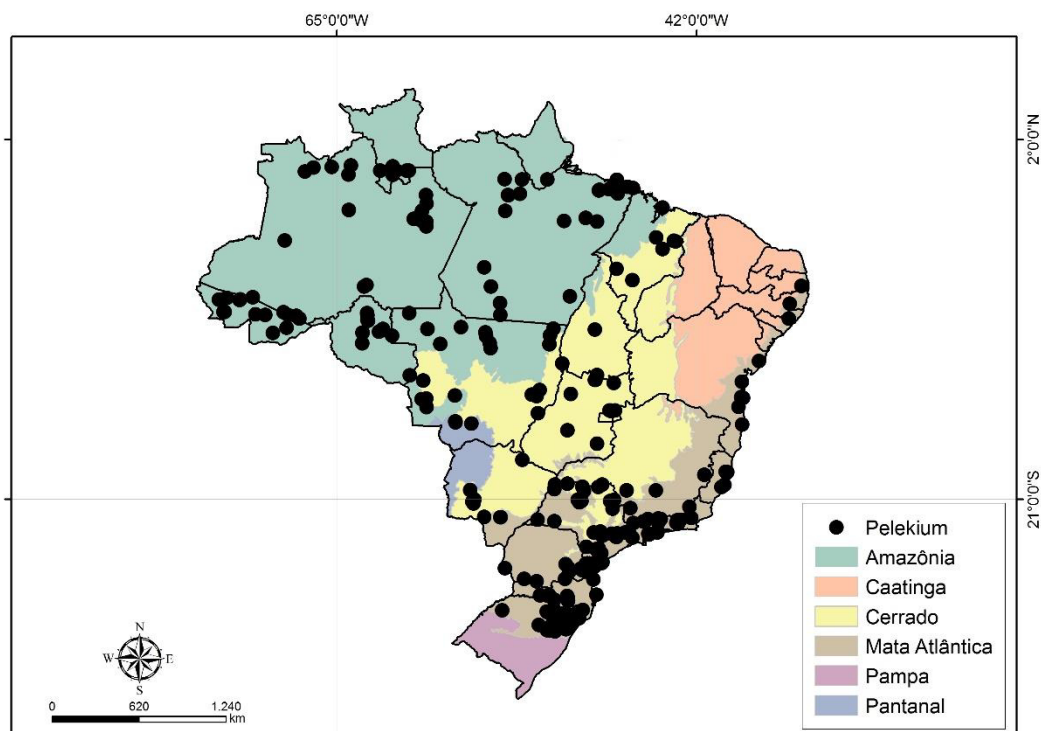 65°0'0"W
42°0'0"W
2°0'0"N
21°0'0"S
Pelekium
Amazônia
Caatinga
Cerrado
Mata Atlântica
Pampa
Pantanal
N
W
E
S
0
620
1.240
km